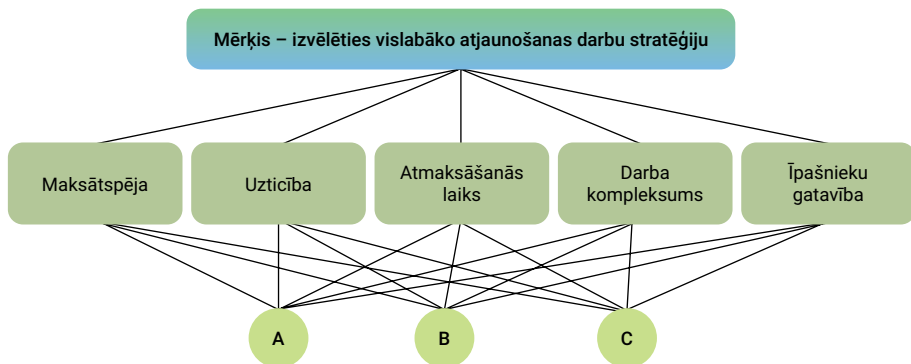 Mērķis – izvēlēties vislabāko atjaunošanas darbu stratēģiju
Maksātspēja
Uzticība
Atmaksāšanās
laiks
Darba
kompleksums
Īpašnieku
gatavība
A
B
C